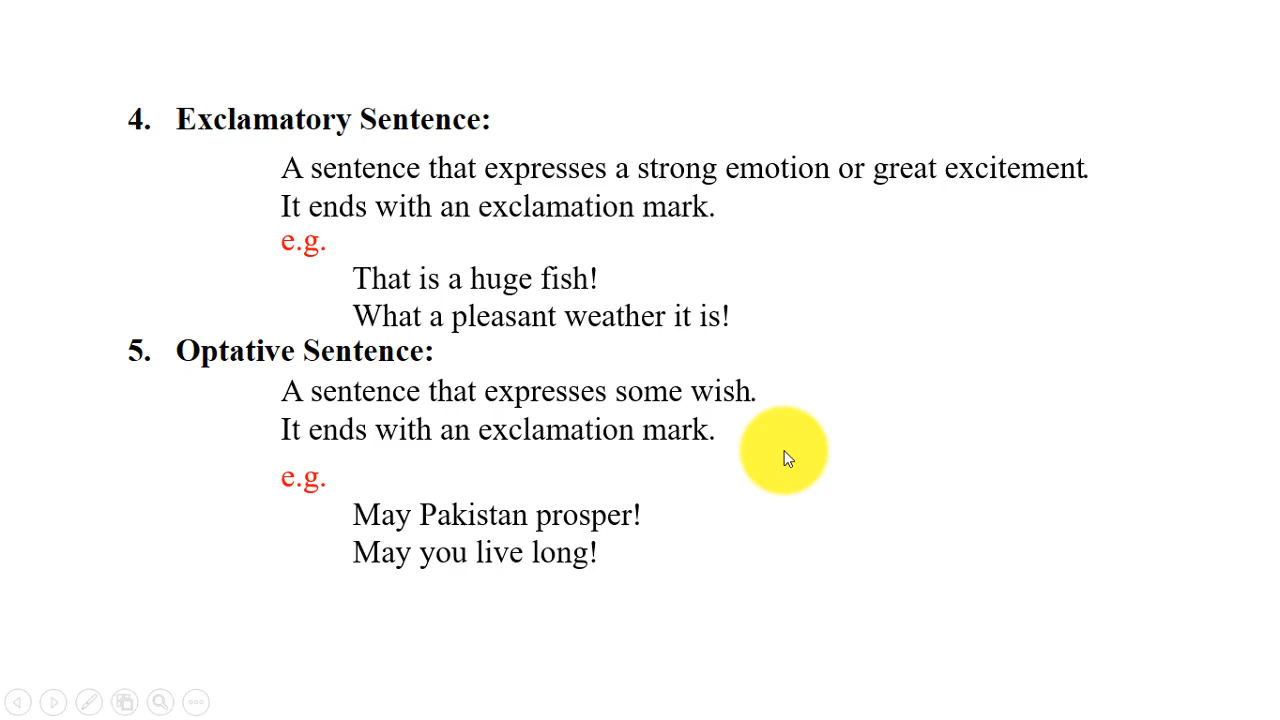 4. Exclamatory Sentence:
A sentence that expresses a strong emotion or great excitement.
It ends with an exclamation mark.
e.g.
That is a huge fish!
What a pleasant weather it is!
5. Optative Sentence:
A sentence that expresses some wish.
It ends with an exclamation mark.
e.g.
May Pakistan prosper!
May you live long!